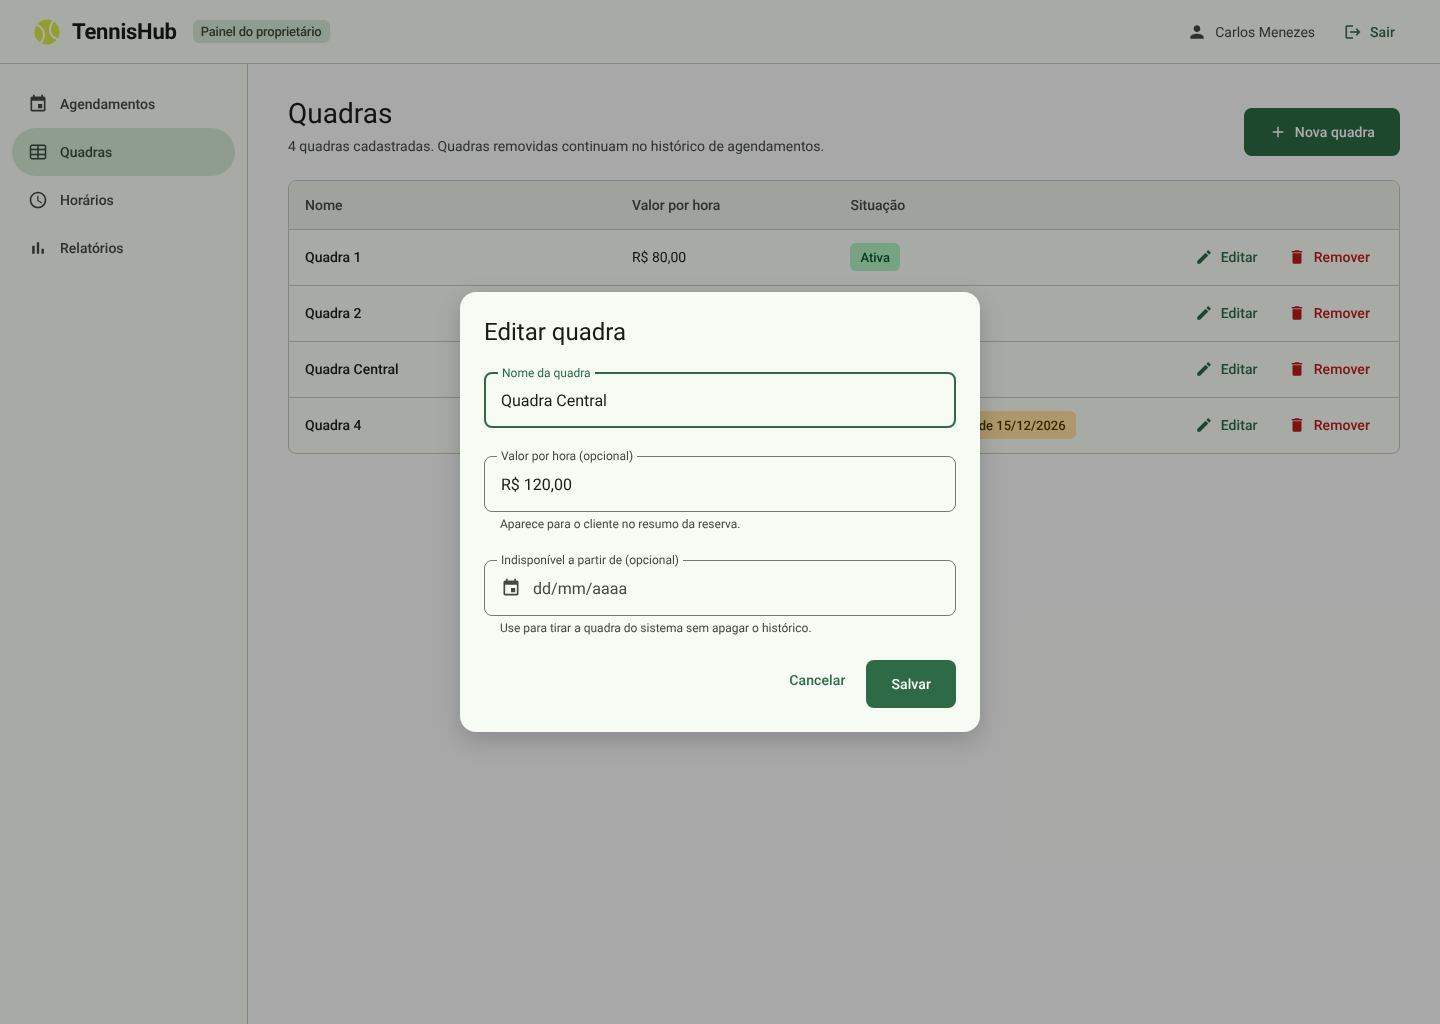 TennisHub
Painel do proprietário
Carlos Menezes
Sair
Agendamentos
Quadras
Horários
Relatórios
Quadras
4 quadras cadastradas. Quadras removidas continuam no histórico de agendamentos.
Nova quadra
Nome
Valor por hora
Situação
Quadra 1
R$ 80,00
Ativa
Editar
Remover
Quadra 2
Editar
Remover
Quadra Central
Editar
Remover
Quadra 4
de 15/12/2026
Editar
Remover
Editar quadra
Nome da quadra
Quadra Central
Valor por hora (opcional)
R$ 120,00
Aparece para o cliente no resumo da reserva.
Indisponível a partir de (opcional)
dd/mm/aaaa
Use para tirar a quadra do sistema sem apagar o histórico.
Cancelar
Salvar